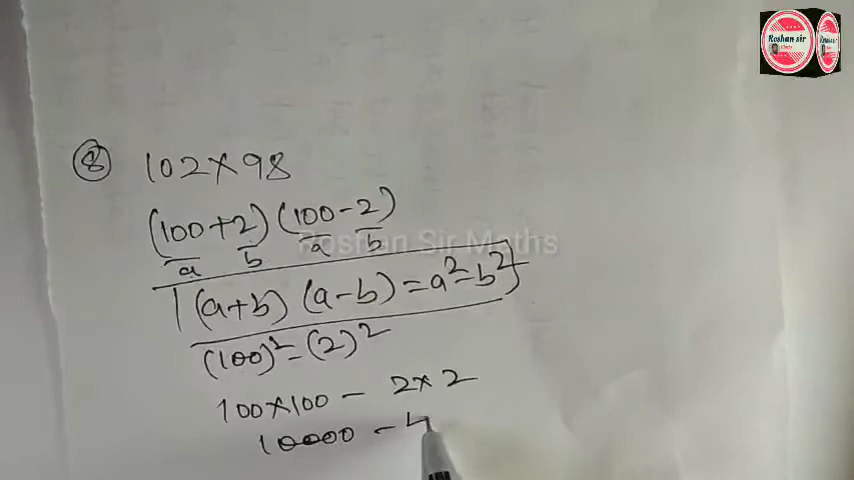 Roshan sir
⑧ 102×98
(100+2)(100-2)
a b a b
Roshan Sir Maths
(a+b) (a-b) = a²-b²
(100)² - (2)²
100×100 - 2×2
10000 - 4